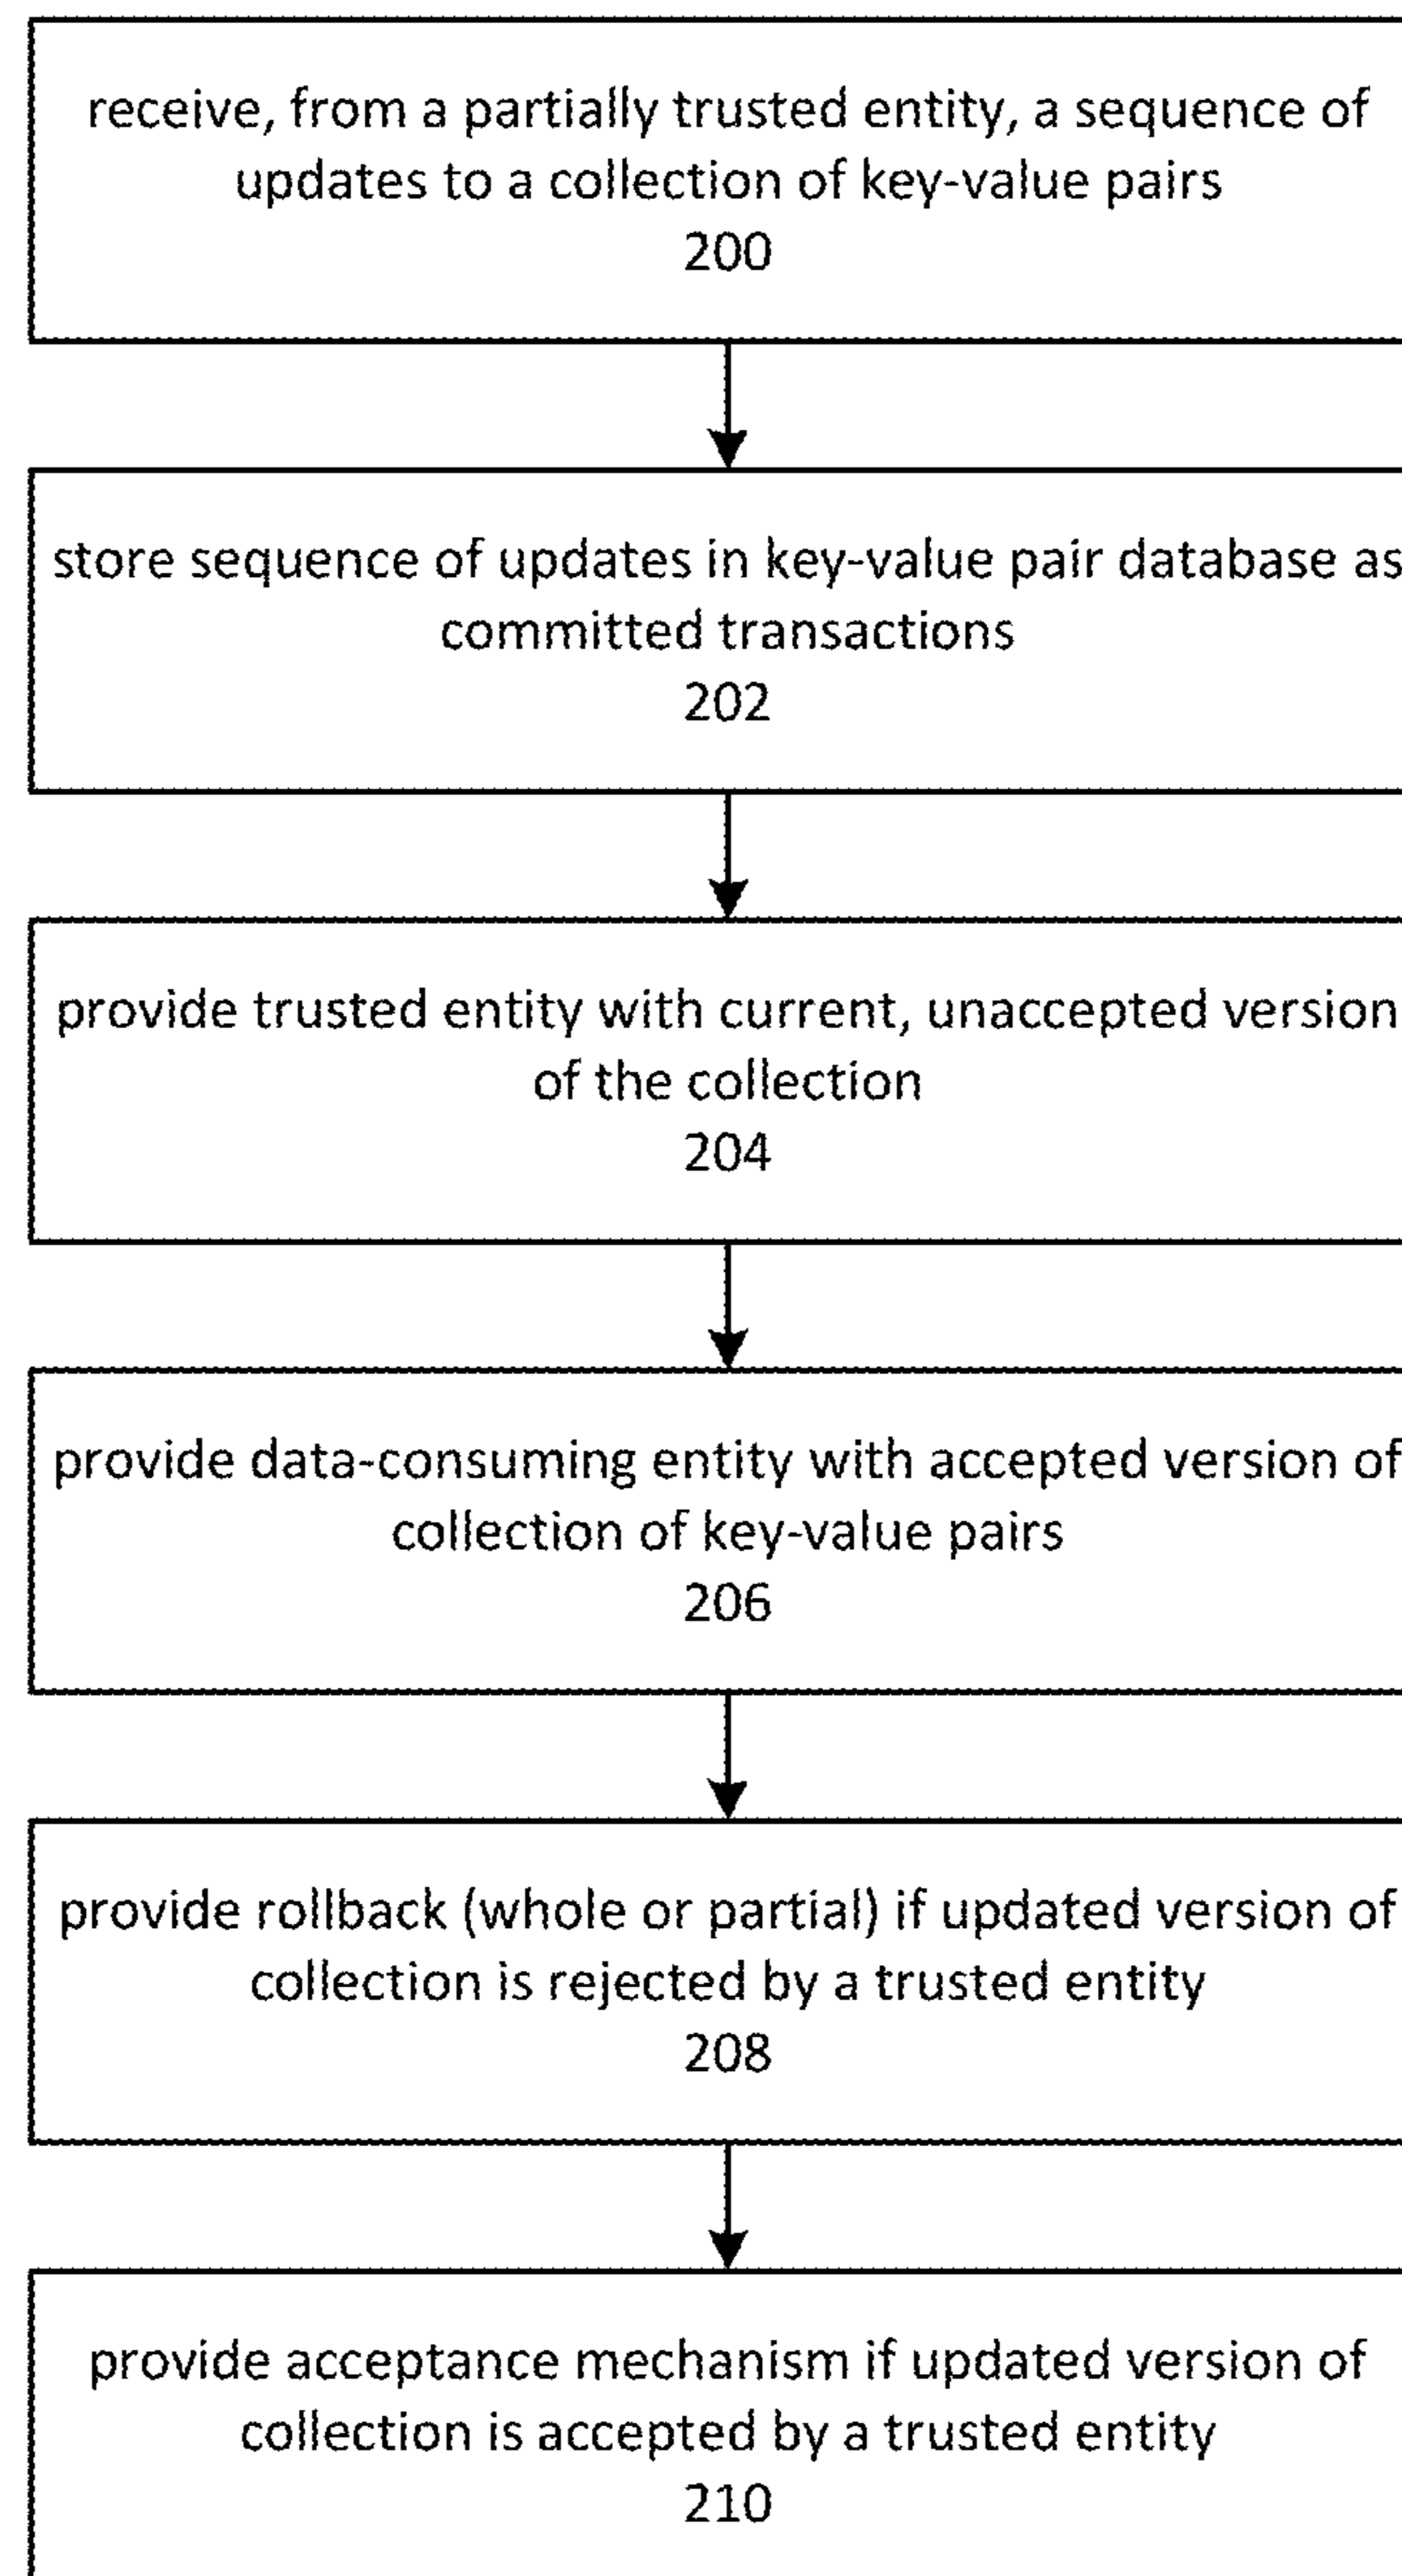 receive, from a partially trusted entity, a sequence of
updates to a collection of key-value pairs
200
store sequence of updates in key-value pair database as
committed transactions
202
provide trusted entity with current, unaccepted version
of the collection
204
provide data-consuming entity with accepted version of
collection of key-value pairs
206
provide rollback (whole or partial) if updated version of
collection is rejected by a trusted entity
208
provide acceptance mechanism if updated version of
collection is accepted by a trusted entity
210